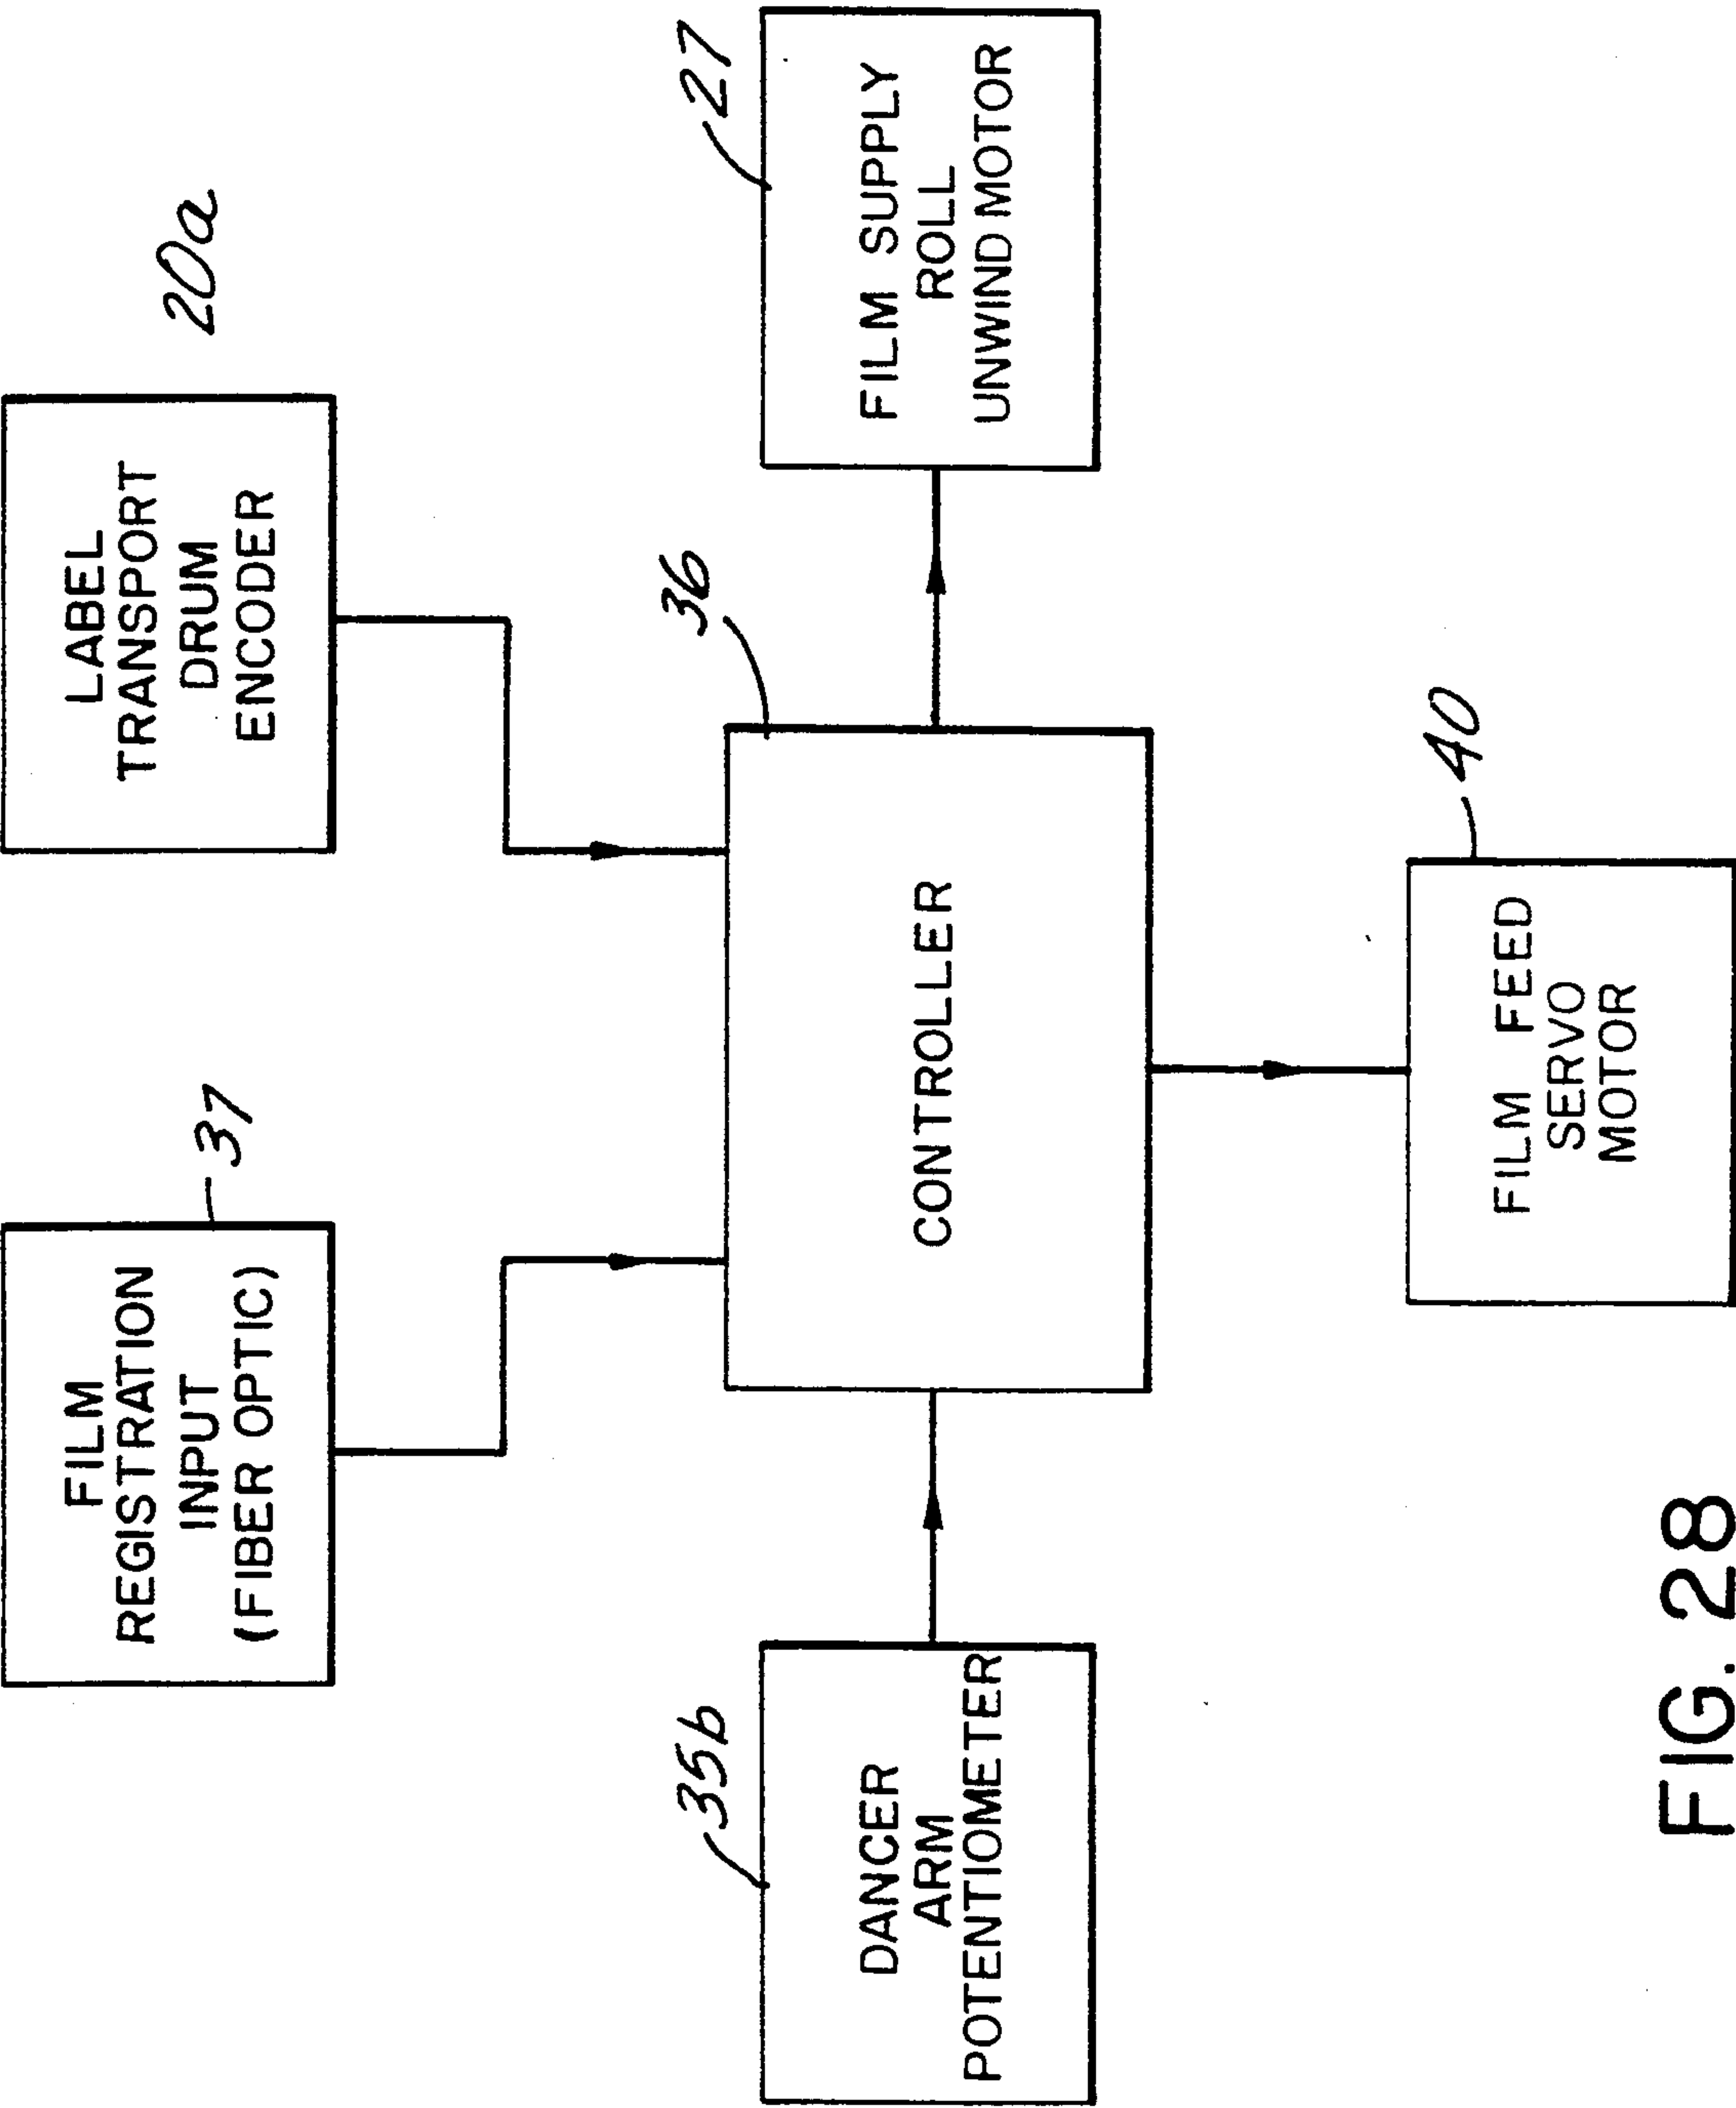 FILM
REGISTRATION
INPUT
(FIBER OPTIC)
37
LABEL
TRANSPORT
DRUM
ENCODER
20a
35b
DANCER
ARM
POTENTIOMETER
36
CONTROLLER
27
FILM SUPPLY
ROLL
UNWIND MOTOR
40
FILM FEED
SERVO
MOTOR
FIG. 28